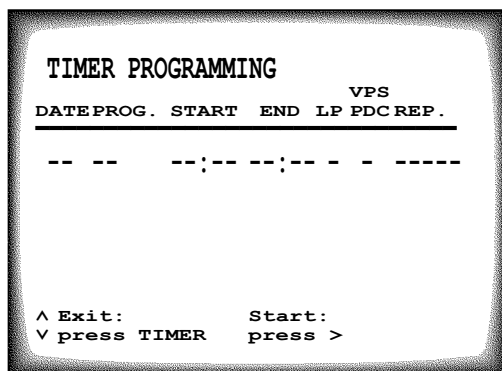 TIMER PROGRAMMING
VPS
DATE PROG. START END LP PDC REP.
-- -- --:-- --:-- - - -----
^ Exit: Start:
v press TIMER press >